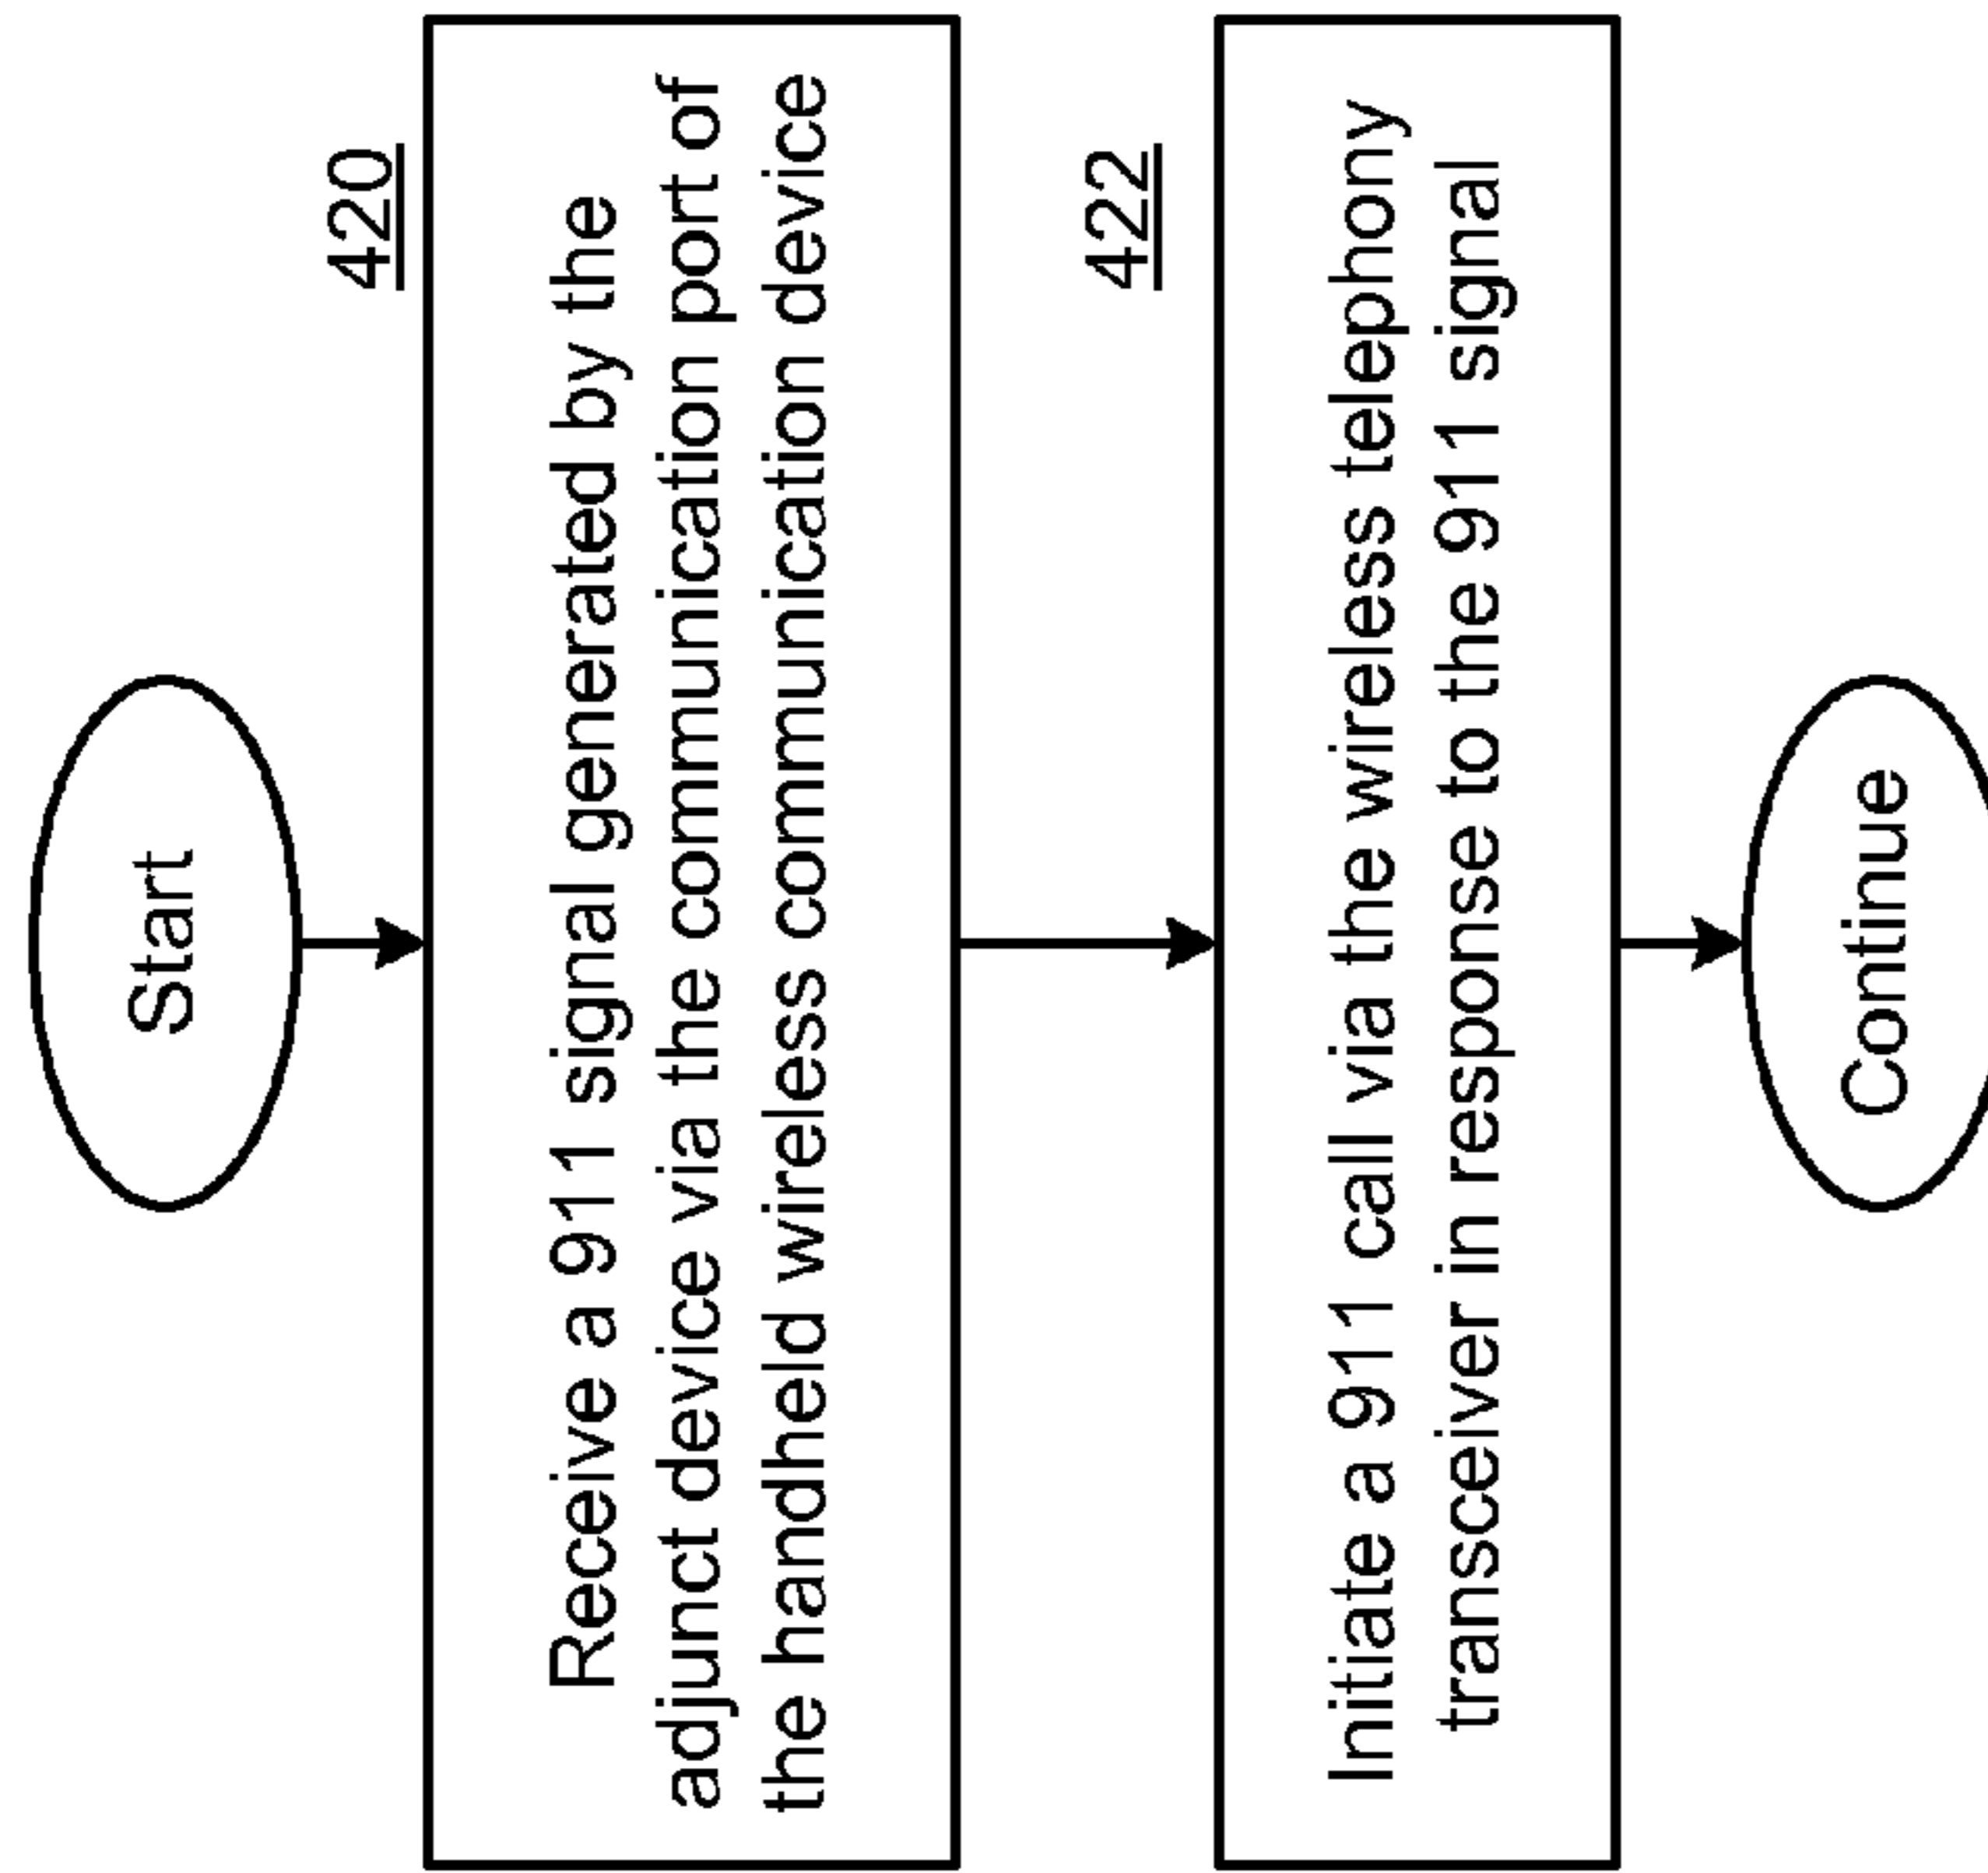 Start
420
Receive a 911 signal generated by the
adjunct device via the communication port of
the handheld wireless communication device
422
Initiate a 911 call via the wireless telephony
transceiver in response to the 911 signal
Continue